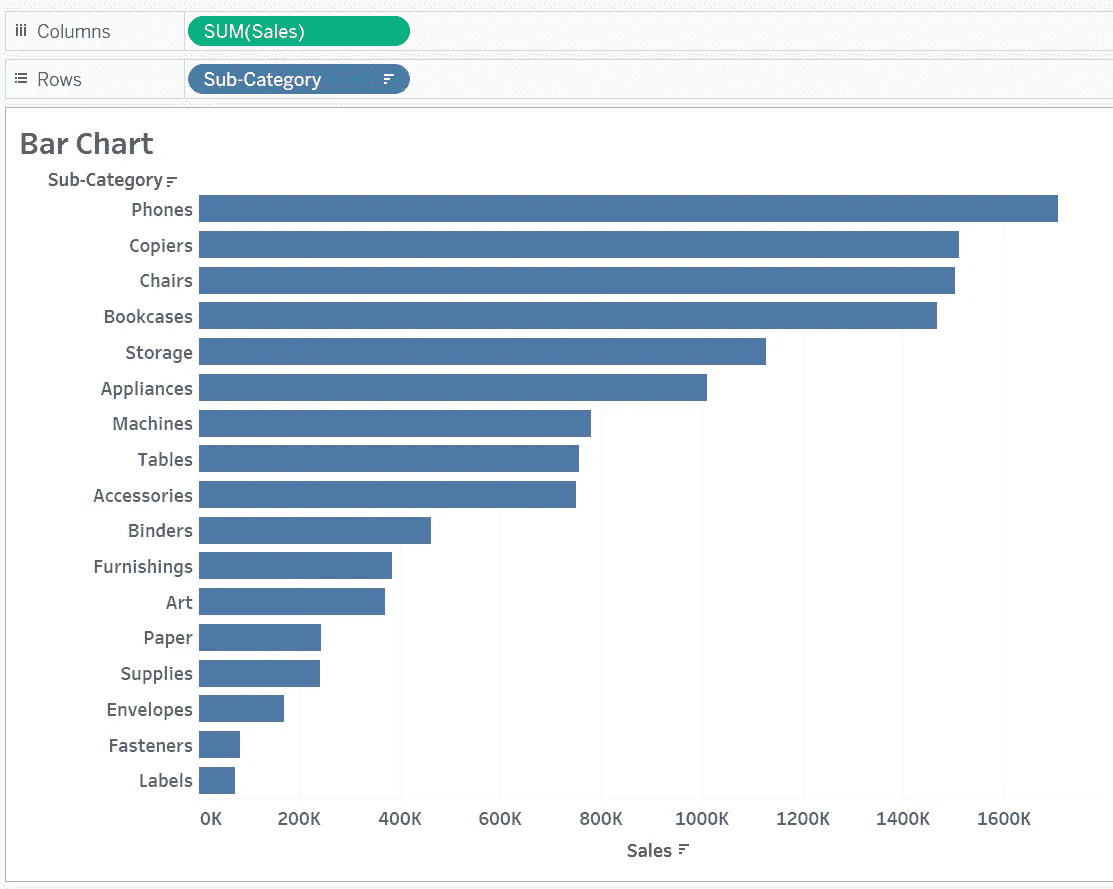 Columns SUM(Sales)
Rows Sub-Category
Bar Chart
Sub-Category
Phones
Copiers
Chairs
Bookcases
Storage
Appliances
Machines
Tables
Accessories
Binders
Furnishings
Art
Paper
Supplies
Envelopes
Fasteners
Labels
0K 200K 400K 600K 800K 1000K 1200K 1400K 1600K
Sales